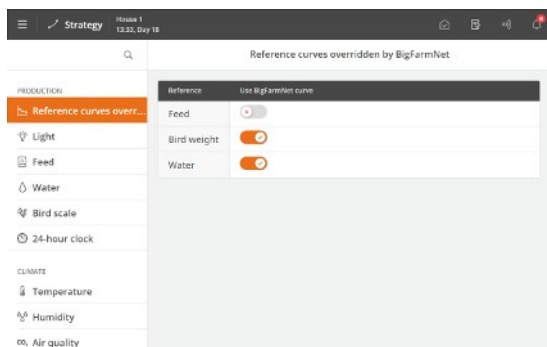 Strategy
House 1
13:33, Day 18
Reference curves overridden by BigFarmNet
PRODUCTION
Reference curves overr...
Light
Feed
Water
Bird scale
24-hour clock
CLIMATE
Temperature
Humidity
CO₂ Air quality
Reference Use BigFarmNet curve
Feed
Bird weight
Water